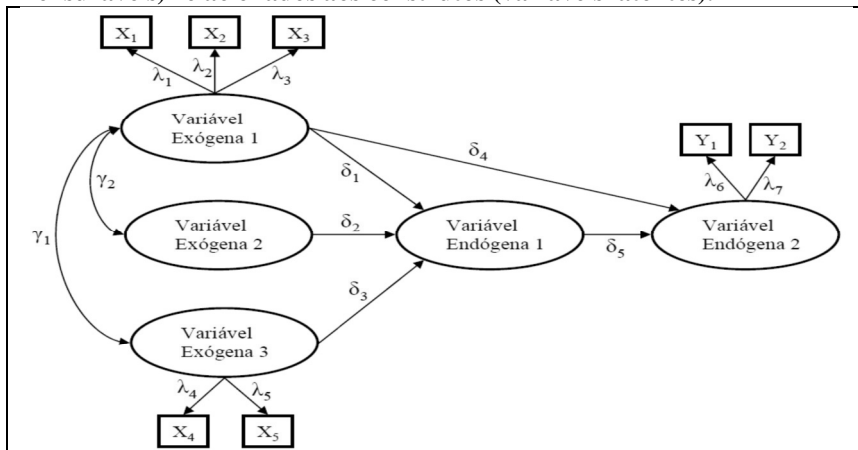 X₁ X₂ X₃
λ₁ λ₂ λ₃
Variável
Exógena 1
Y₁ Y₂
λ₆ λ₇
δ₄
δ₁
γ₂
Variável
Exógena 2
δ₂
Variável
Endógena 1
δ₅
Variável
Endógena 2
γ₁
δ₃
Variável
Exógena 3
λ₄ λ₅
X₄ X₅